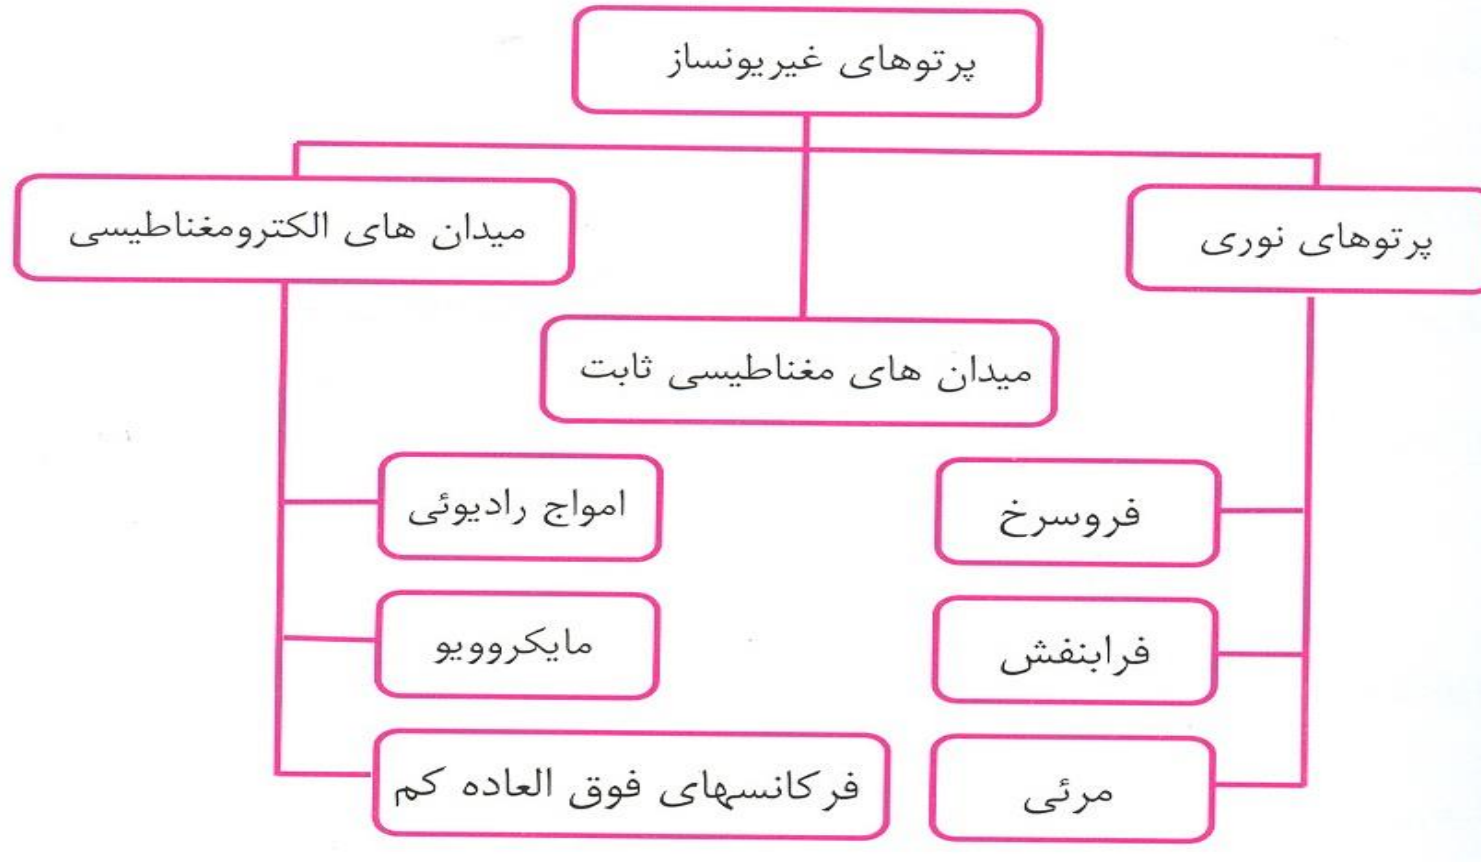 پرتوهای غیریونساز
پرتوهای نوری
میدان های الکترومغناطیسی
میدان های مغناطیسی ثابت
فروسرخ
امواج رادیوئی
فرابنفش
مایکروویو
مرئی
فرکانسهای فوق العاده کم